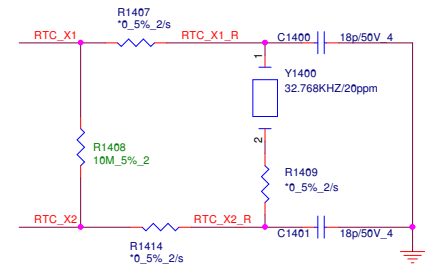 R1407
*0_5%_2/s
RTC_X1
RTC_X1_R
C1400
18p/50V_4
1
Y1400
32.768KHZ/20ppm
R1408
10M_5%_2
2
R1409
*0_5%_2/s
RTC_X2
RTC_X2_R
C1401
18p/50V_4
R1414
*0_5%_2/s